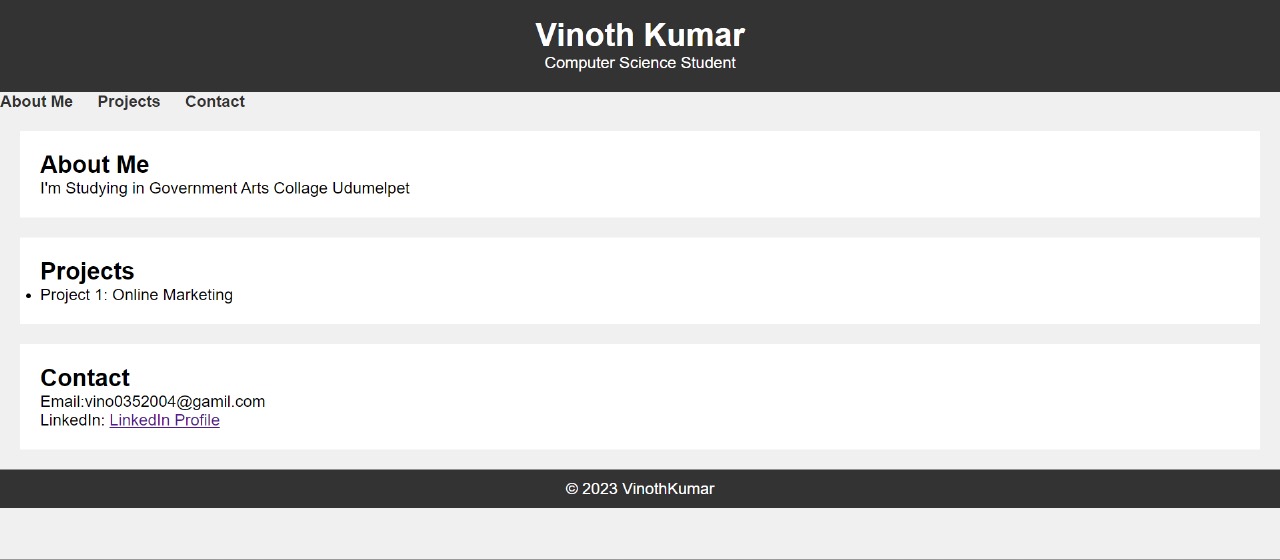 Vinoth Kumar
Computer Science Student
About Me Projects Contact
About Me
I'm Studying in Government Arts Collage Udumelpet
Projects
• Project 1: Online Marketing
Contact
Email:vino0352004@gamil.com
LinkedIn: LinkedIn Profile
© 2023 VinothKumar